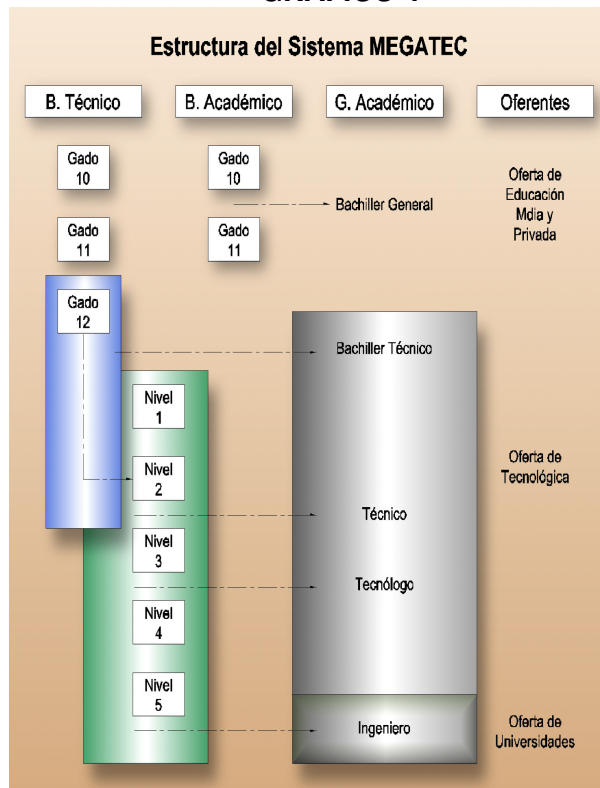 Estructura del Sistema MEGATEC
B. Técnico
B. Académico
G. Académico
Oferentes
Gado
10
Gado
10
Bachiller General
Oferta de
Educación
Mdia y
Privada
Gado
11
Gado
11
Gado
12
Bachiller Técnico
Nivel
1
Nivel
2
Oferta de
Tecnológica
Técnico
Nivel
3
Tecnólogo
Nivel
4
Nivel
5
Ingeniero
Oferta de
Universidades